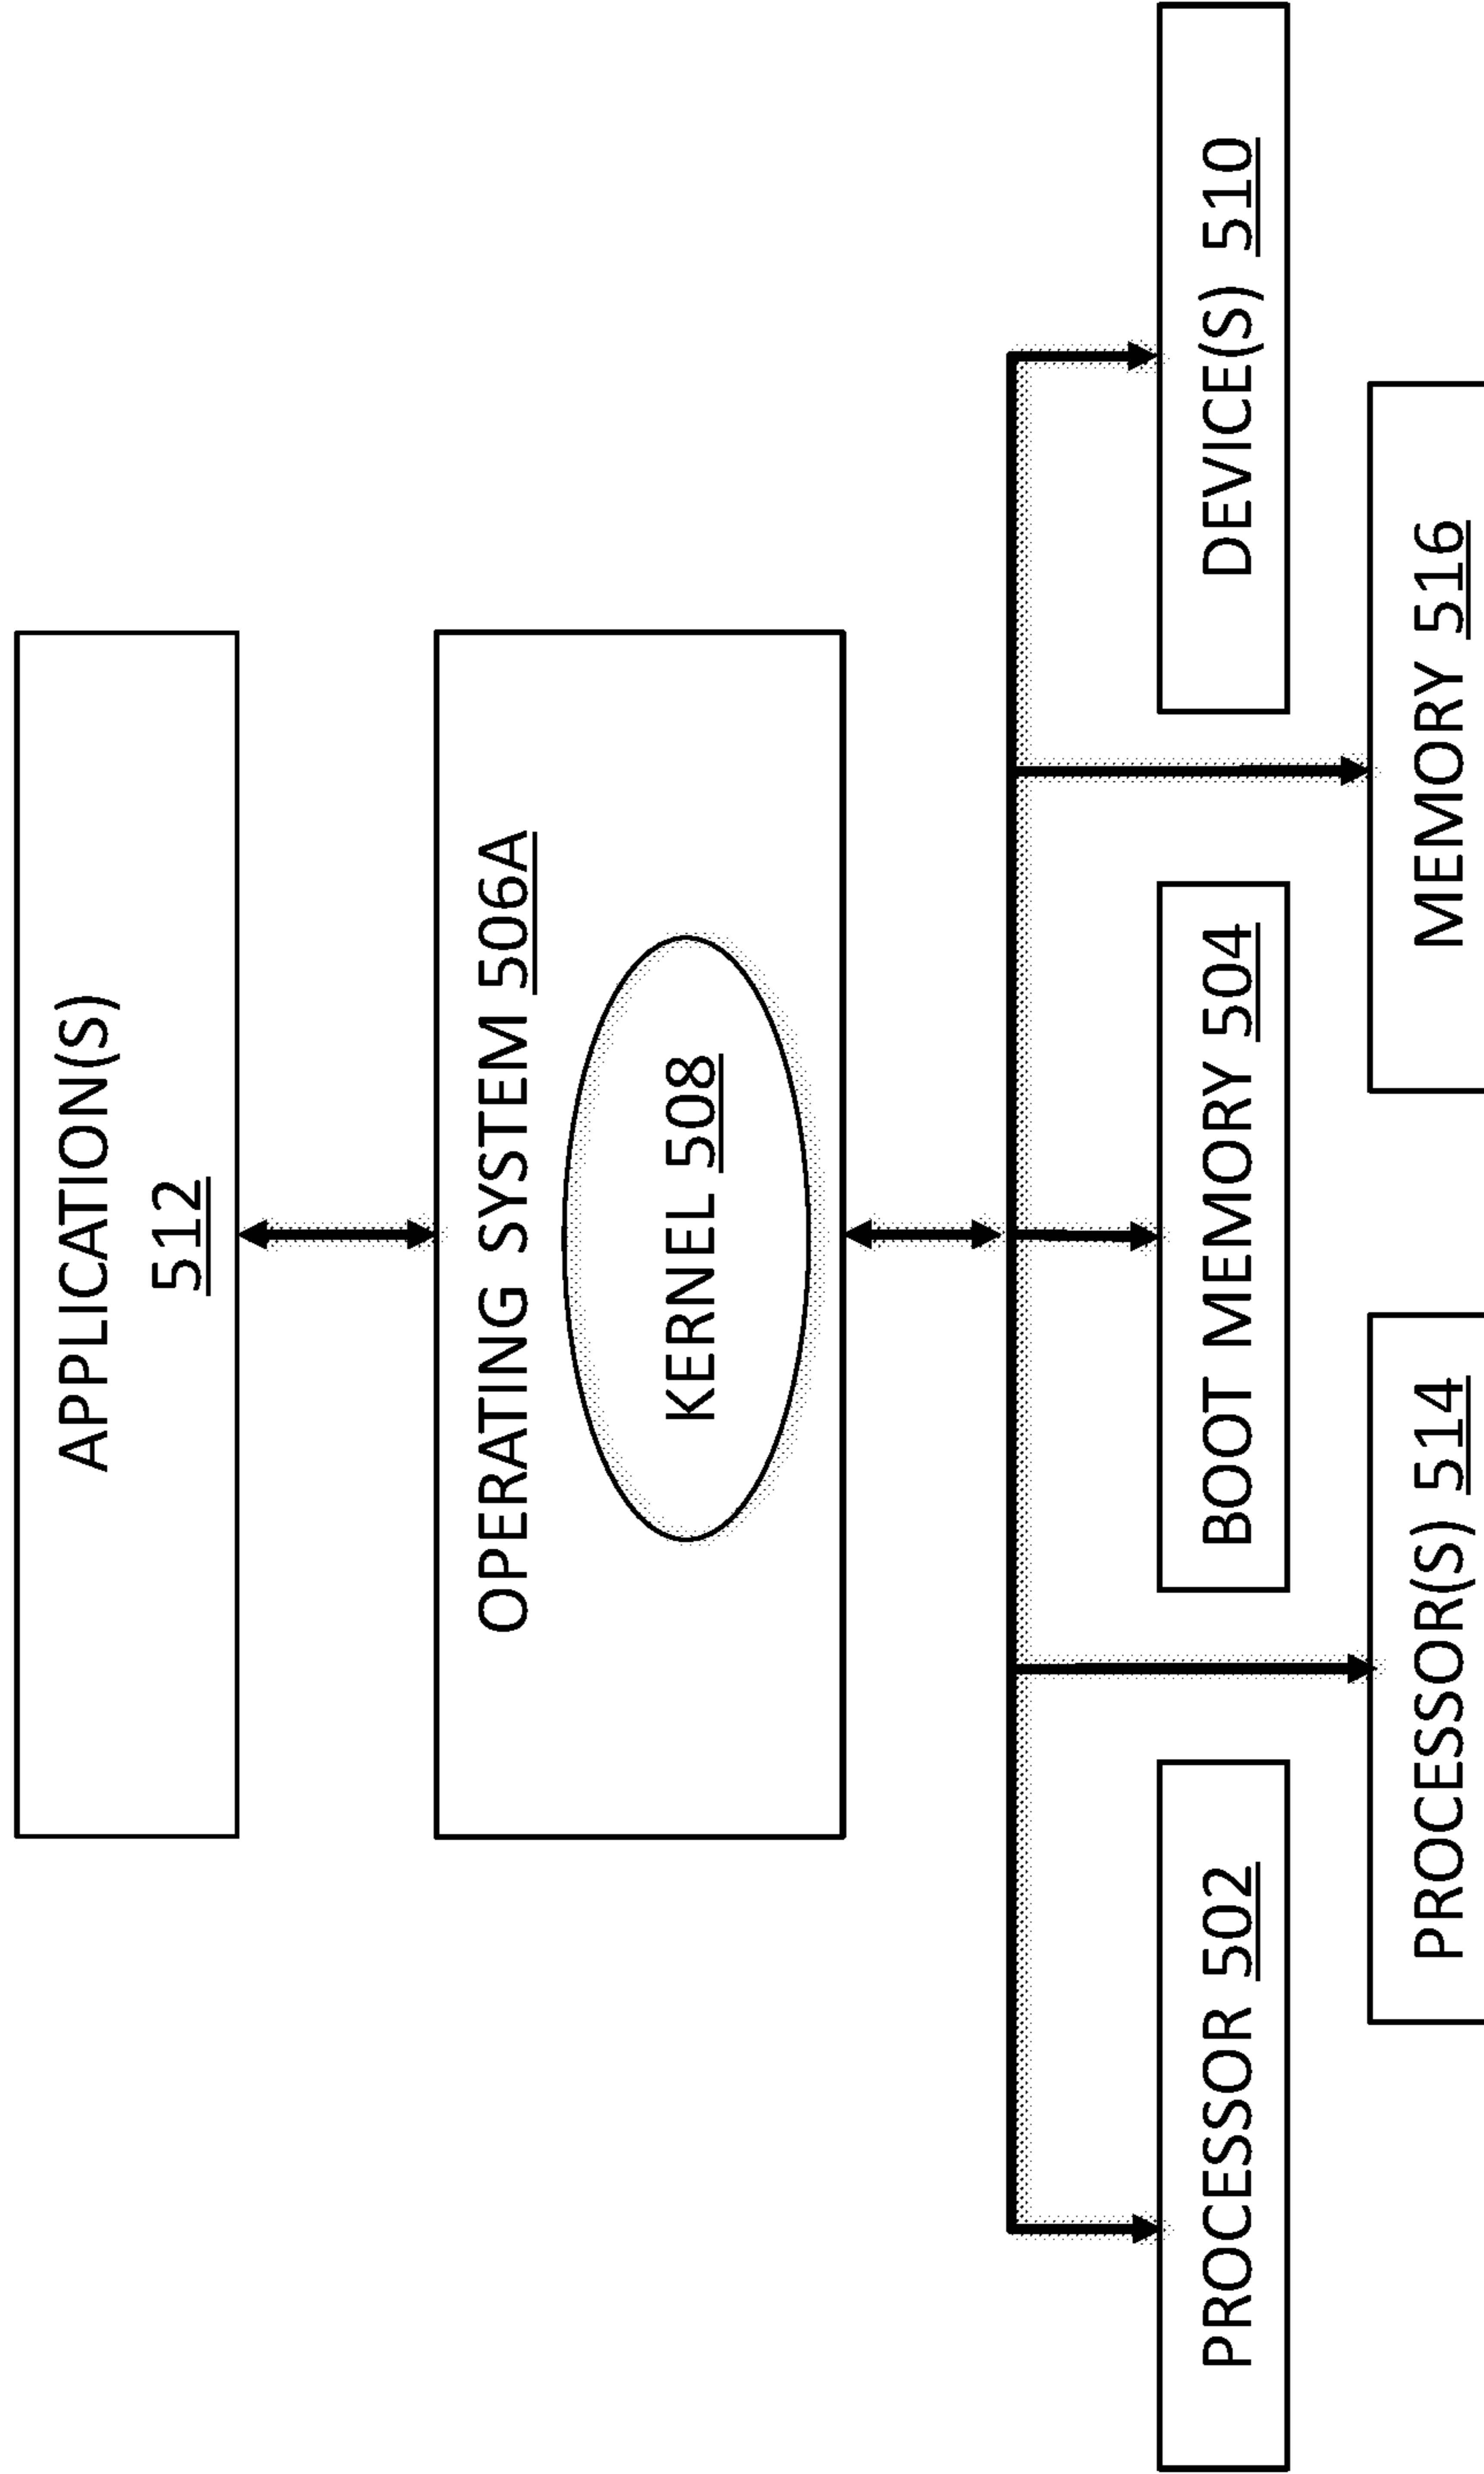 APPLICATION(S)
512
OPERATING SYSTEM 506A
KERNEL 508
PROCESSOR 502
BOOT MEMORY 504
DEVICE(S) 510
PROCESSOR(S) 514
MEMORY 516